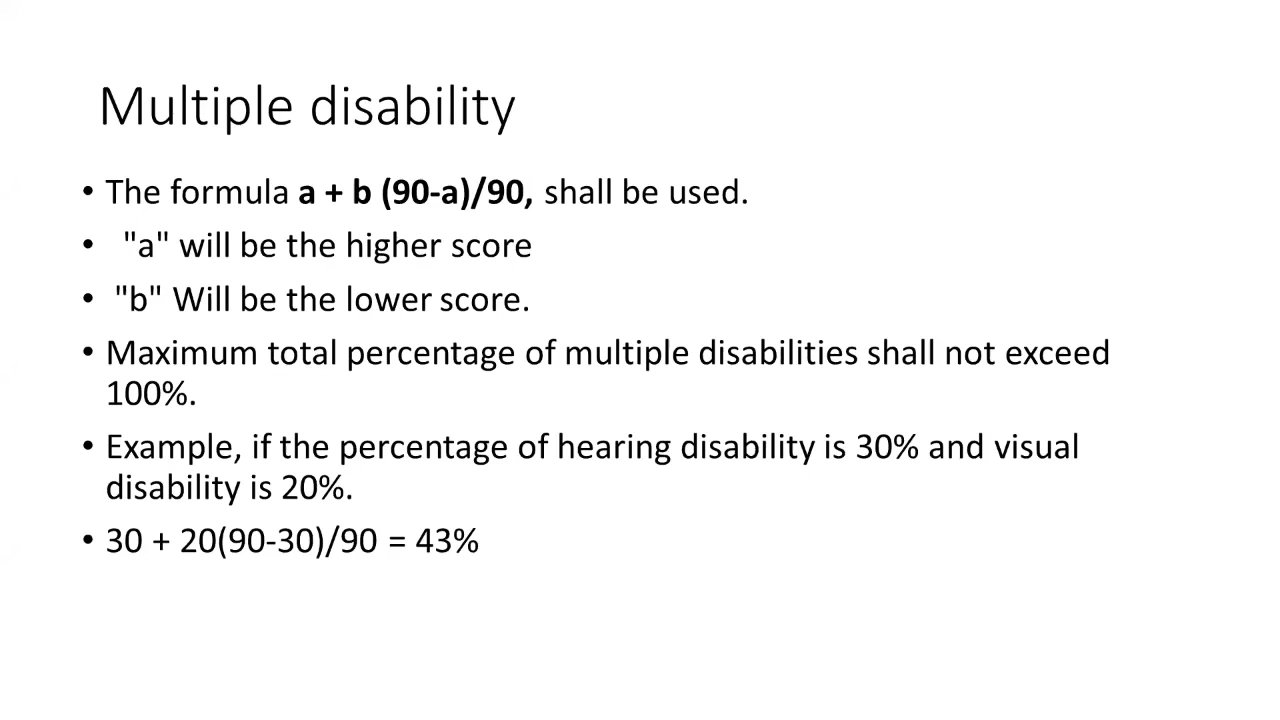 Multiple disability
• The formula a + b (90-a)/90, shall be used.
• "a" will be the higher score
• "b" Will be the lower score.
• Maximum total percentage of multiple disabilities shall not exceed
100%.
• Example, if the percentage of hearing disability is 30% and visual
disability is 20%.
• 30 + 20(90-30)/90 = 43%